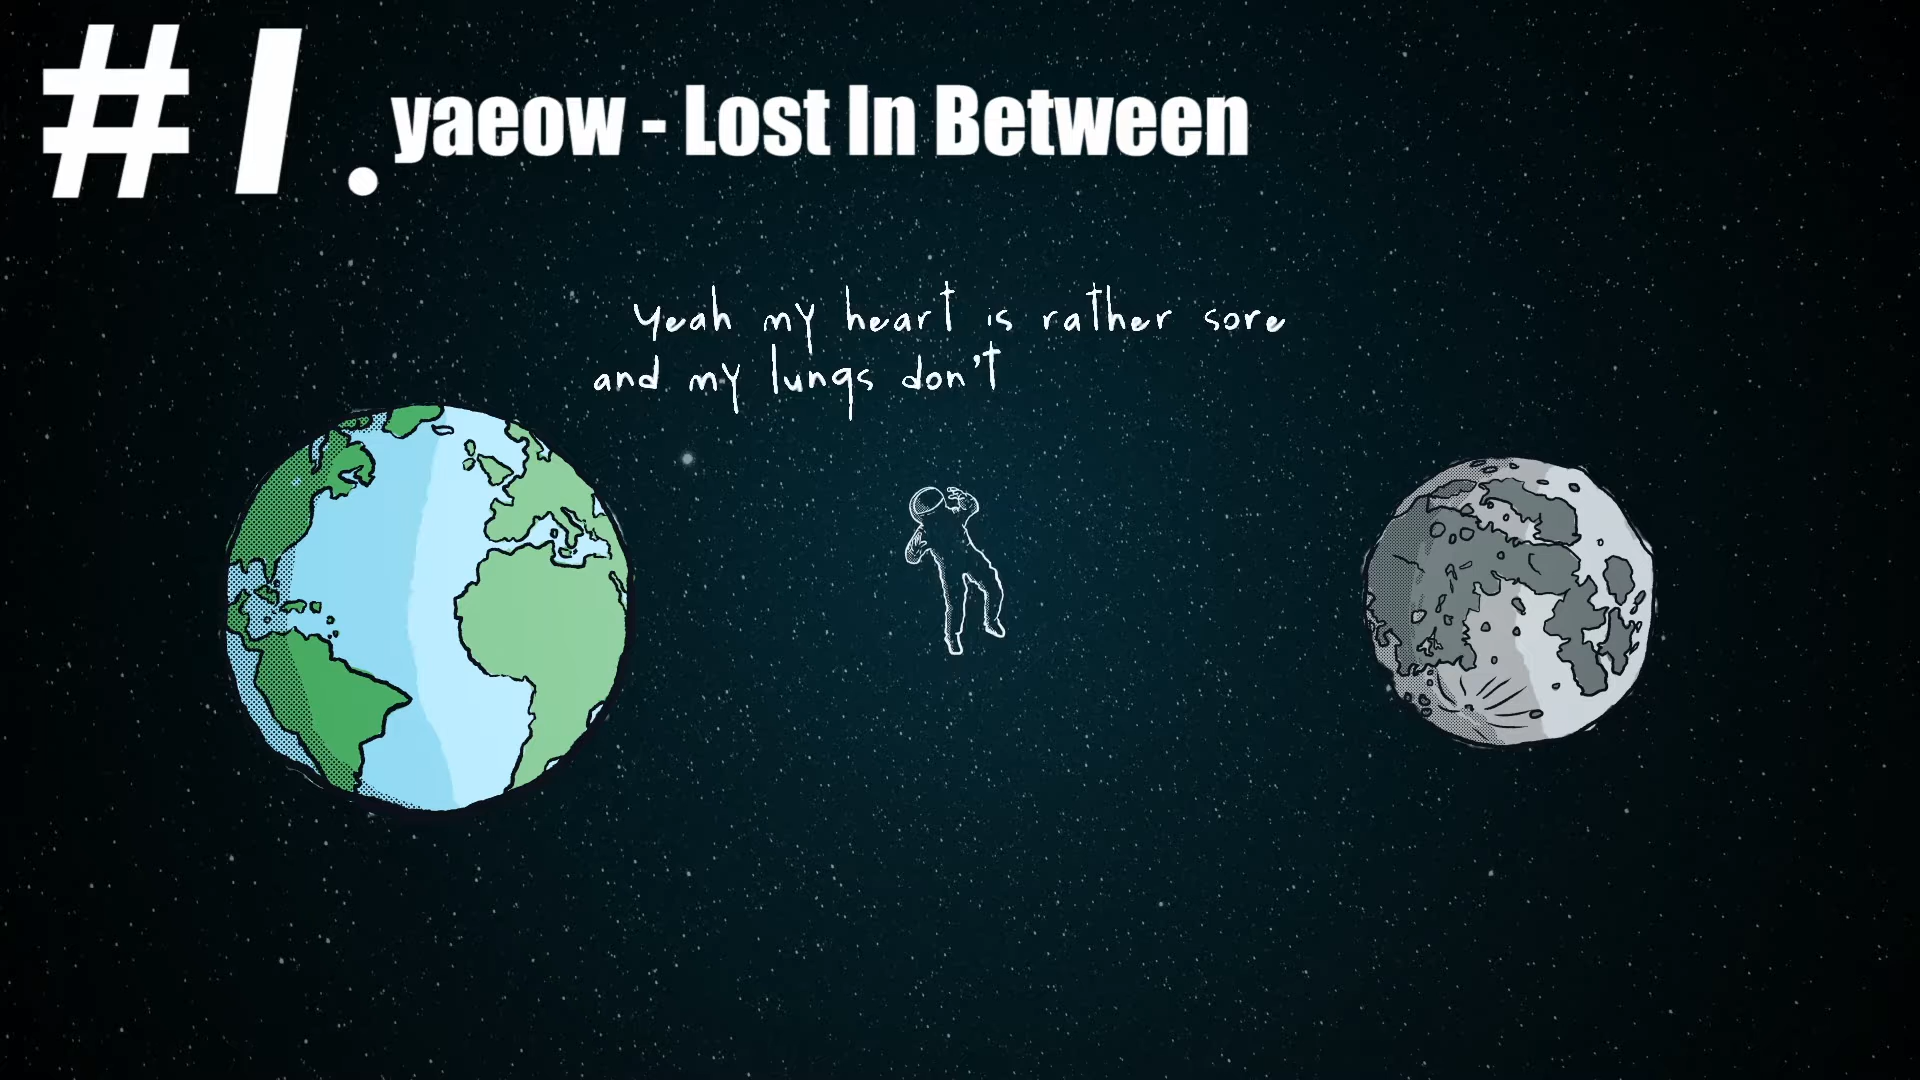 #1. yaeow - Lost In Between
Yeah my heart is rather sore
and my lungs don't